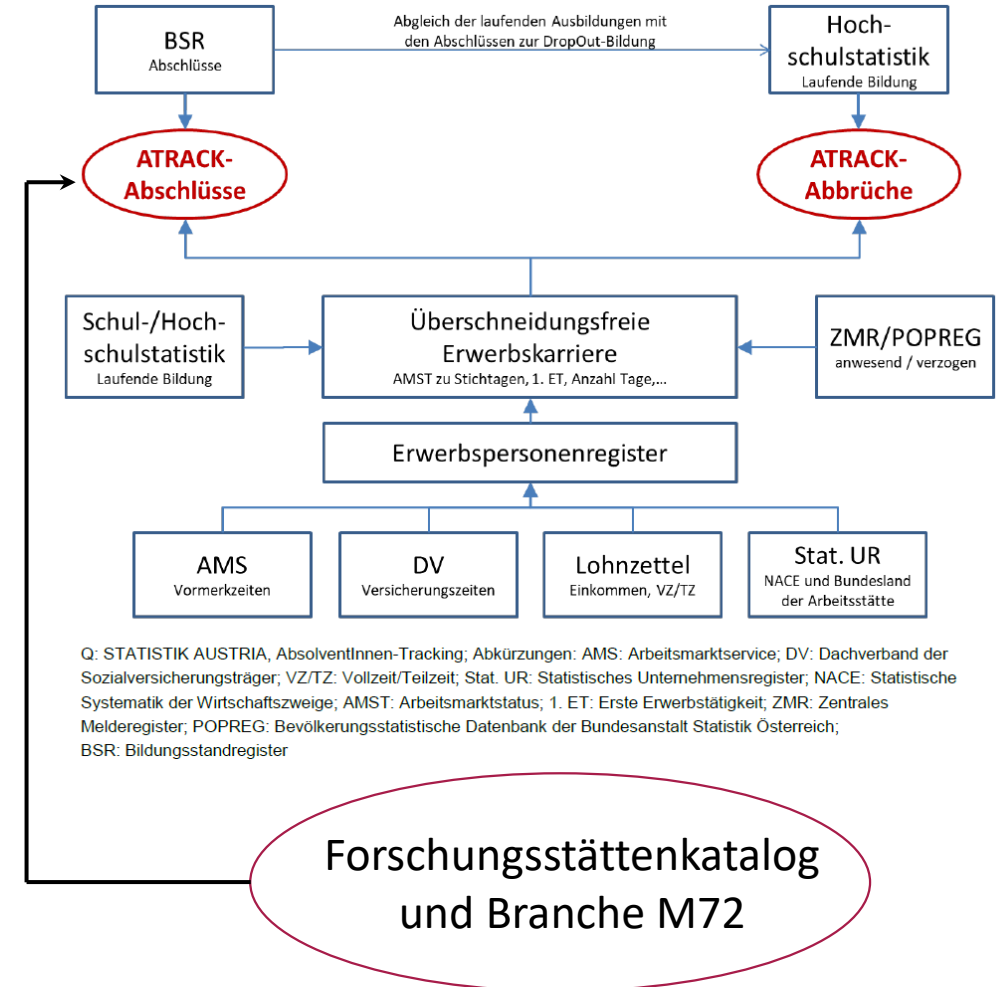 BSR
Abschlüsse
Abgleich der laufenden Ausbildungen mit
den Abschlüssen zur DropOut-Bildung
Hoch-
schulstatistik
Laufende Bildung
ATRACK-
Abschlüsse
ATRACK-
Abbrüche
Schul-/Hoch-
schulstatistik
Laufende Bildung
Überschneidungsfreie
Erwerbskarriere
AMST zu Stichtagen, 1. ET, Anzahl Tage,...
ZMR/POPREG
anwesend / verzogen
Erwerbspersonenregister
AMS
Vormerkzeiten
DV
Versicherungszeiten
Lohnzettel
Einkommen, VZ/TZ
Stat. UR
NACE und Bundesland
der Arbeitsstätte
Q: STATISTIK AUSTRIA, AbsolventInnen-Tracking; Abkürzungen: AMS: Arbeitsmarktservice; DV: Dachverband der
Sozialversicherungsträger; VZ/TZ: Vollzeit/Teilzeit; Stat. UR: Statistisches Unternehmensregister; NACE: Statistische
Systematik der Wirtschaftszweige; AMST: Arbeitsmarktstatus; 1. ET: Erste Erwerbstätigkeit; ZMR: Zentrales
Melderegister; POPREG: Bevölkerungsstatistische Datenbank der Bundesanstalt Statistik Österreich;
BSR: Bildungsstandregister
Forschungsstättenkatalog
und Branche M72